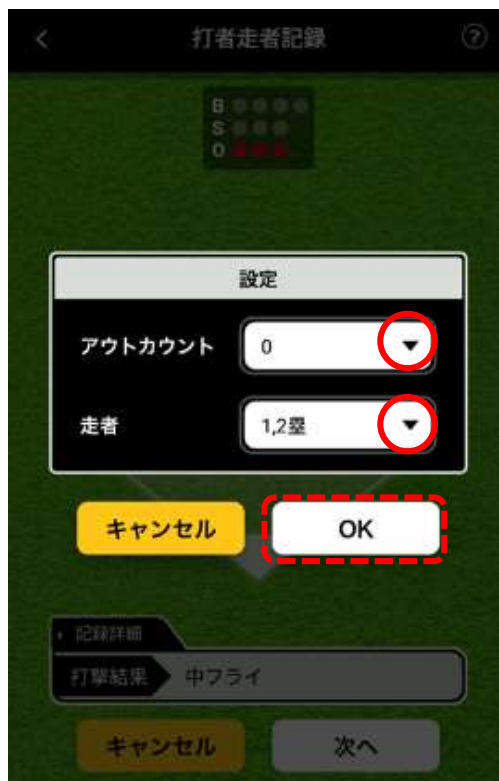 打者走者記録
?
B
S
O
設定
アウトカウント 0
走者 1,2塁
キャンセル OK
記録詳細
打撃結果 中フライ
キャンセル 次へ